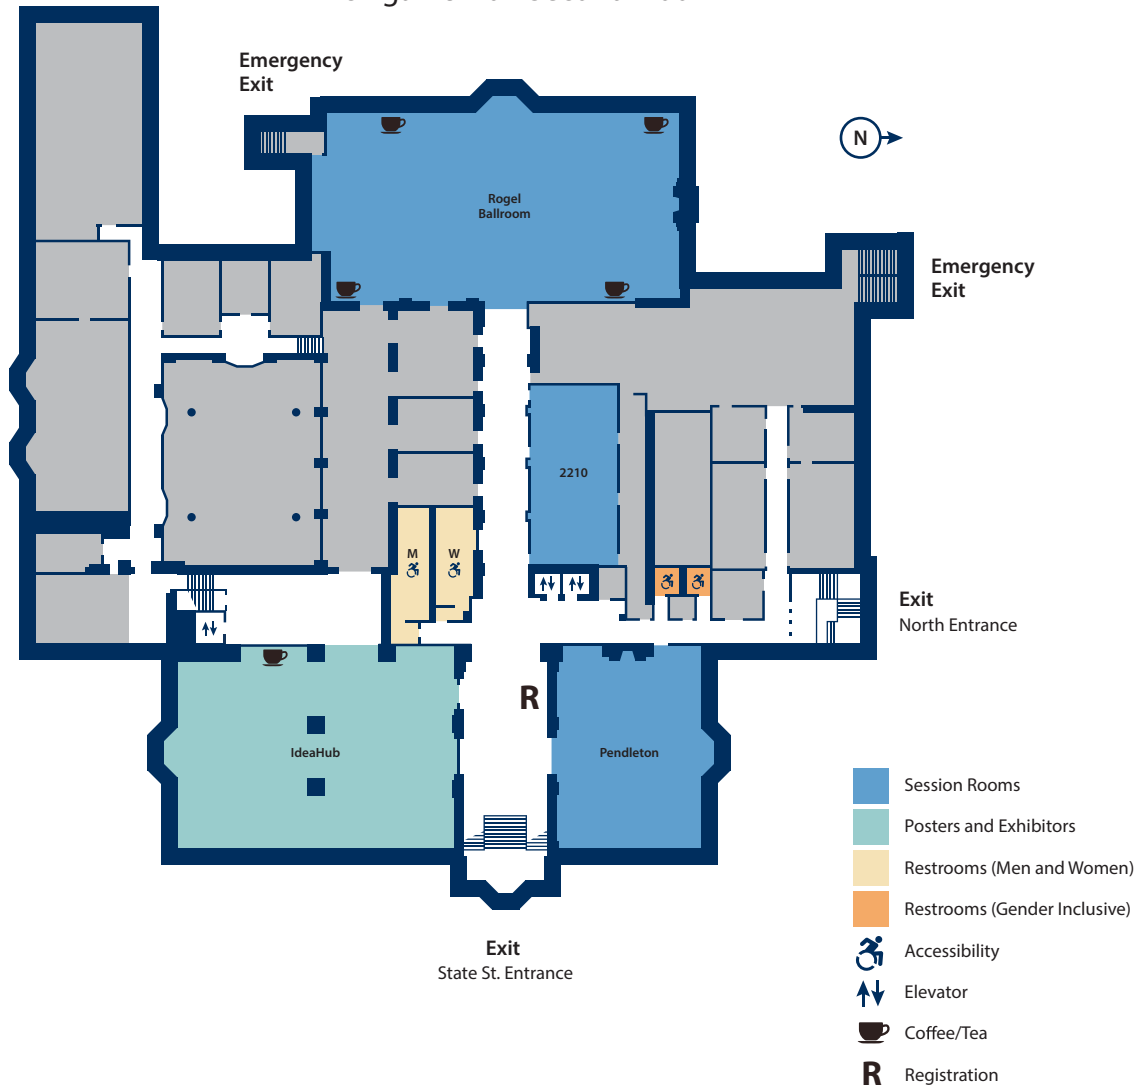 Emergency
Exit
N
Rogel
Ballroom
Emergency
Exit
2210
M
W
Exit
North Entrance
R
IdeaHub
Pendleton
Session Rooms
Posters and Exhibitors
Restrooms (Men and Women)
Restrooms (Gender Inclusive)
Exit
State St. Entrance
Accessibility
Elevator
Coffee/Tea
R Registration